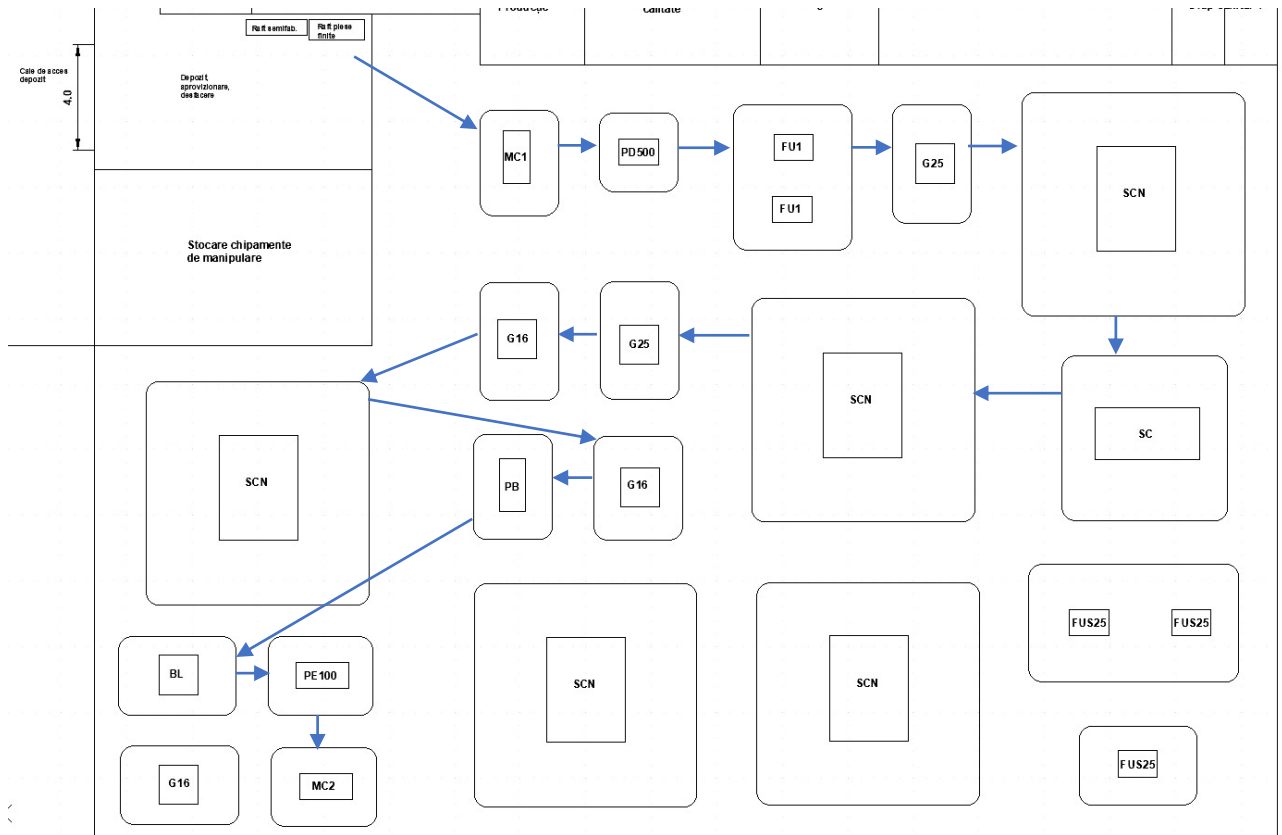 calitate
Raft semifab.
Raft piese
finite
Cale de acces
depozit
4.0
Depozit,
aprovizionare,
desfacere
MC1
PD500
FU1
FU1
G25
SCN
Stocare chipamente
de manipulare
G16
G25
SCN
SC
SCN
PB
G16
FUS25
FUS25
BL
PE100
SCN
SCN
G16
MC2
FUS25